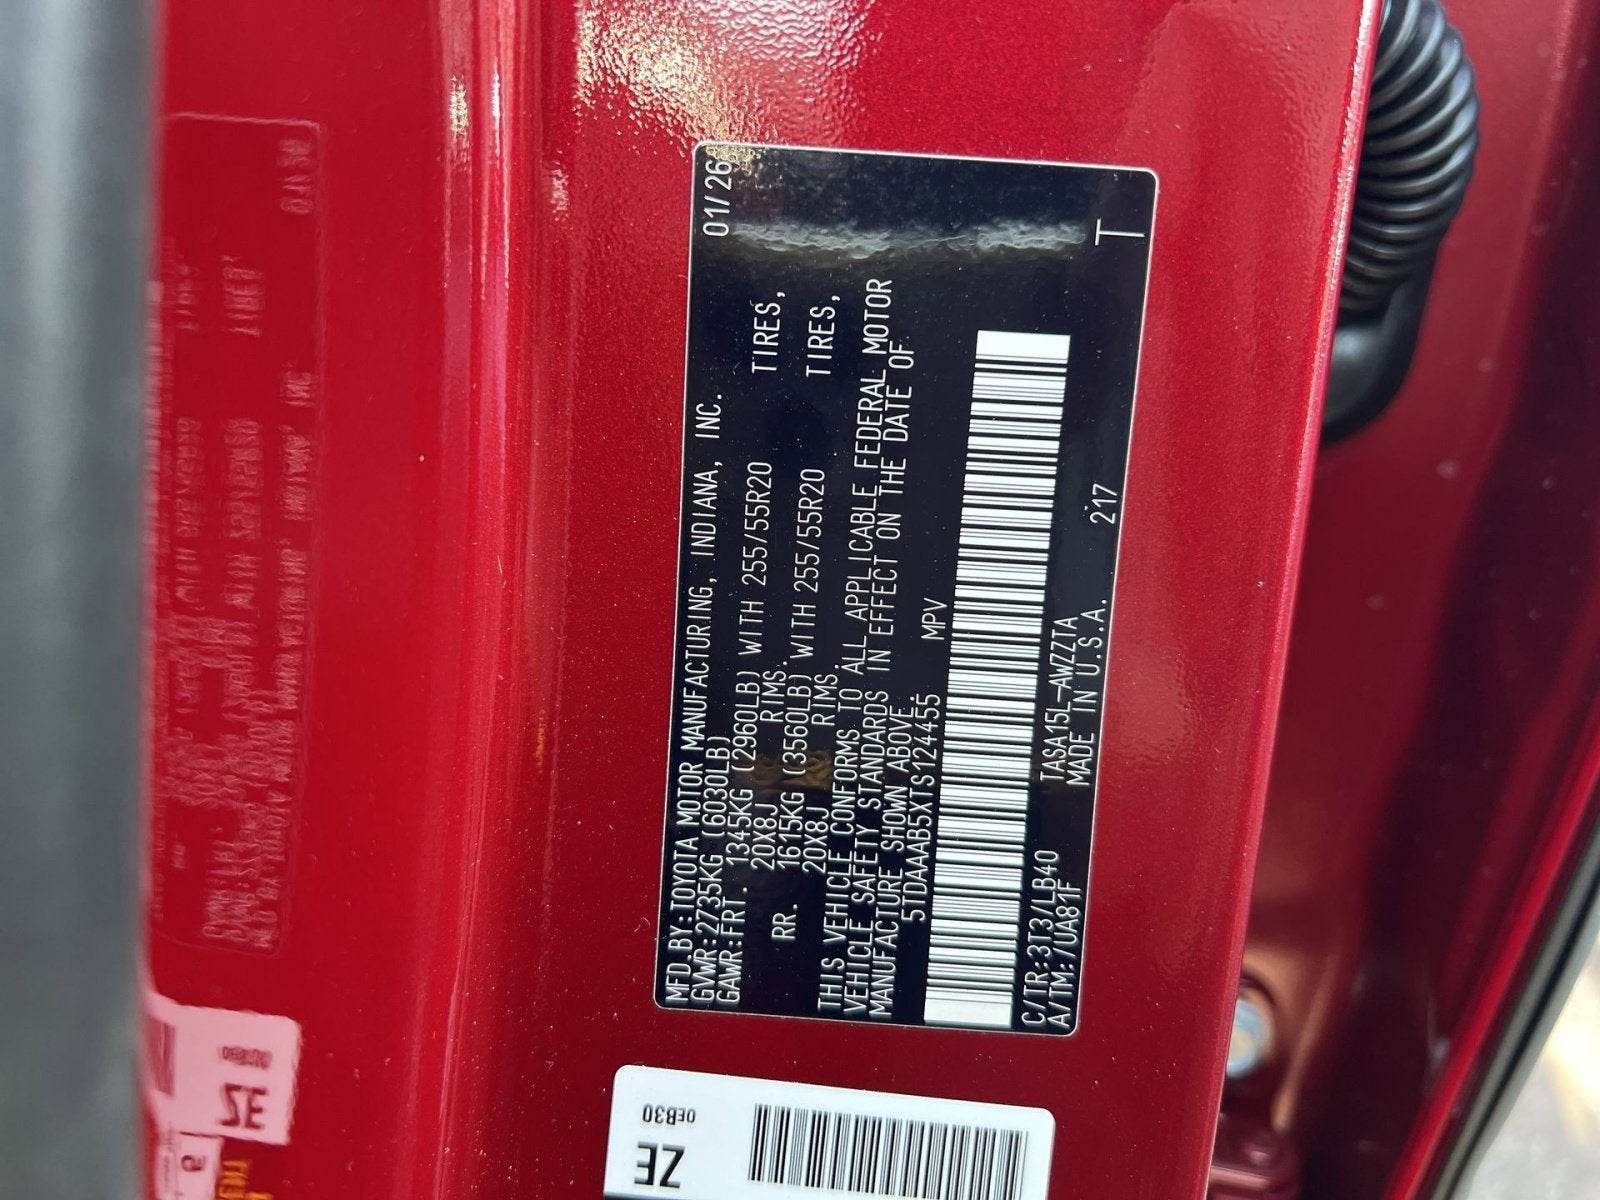 MFD.BY:TOYOTA MOTOR MANUFACTURING, INDIANA, INC. 01/26
GVWR:2735KG (6030LB)
GAWR:FRT. 1345KG (2960LB) WITH 255/55R20 TIRES,
20X8J RIMS.
RR. 1615KG (3560LB) WITH 255/55R20 TIRES,
20X8J RIMS.
THIS VEHICLE CONFORMS TO ALL APPLICABLE FEDERAL MOTOR
VEHICLE SAFETY STANDARDS IN EFFECT ON THE DATE OF
MANUFACTURE SHOWN ABOVE.
5TDAAAB5XTS124455 MPV
C/TR:3T3/LB40 TASA15L-AWZZTA 217 T
A/TM:/UA81F MADE IN U.S.A.
0EB30
ZE